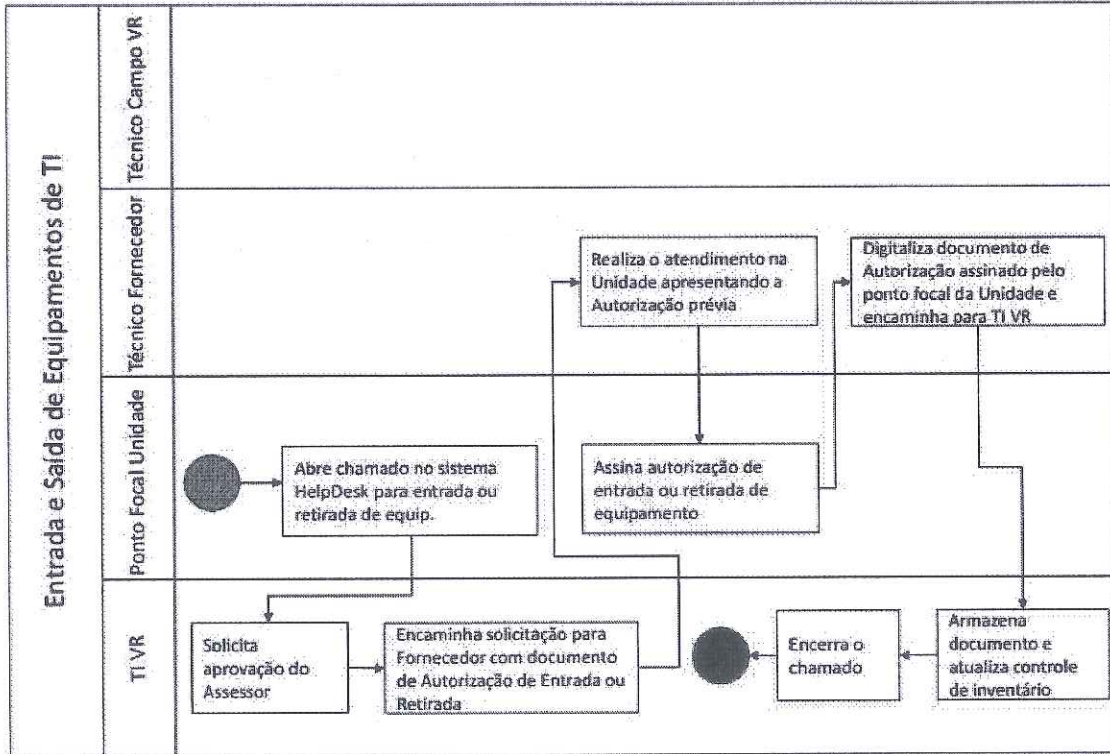 Entrada e Saída de Equipamentos de TI
Técnico Campo VR
Técnico Fornecedor
Realiza o atendimento na
Unidade apresentando a
Autorização prévia
Digitaliza documento de
Autorização assinado pelo
ponto focal da Unidade e
encaminha para TI VR
Ponto Focal Unidade
Abre chamado no sistema
HelpDesk para entrada ou
retirada de equip.
Assina autorização de
entrada ou retirada de
equipamento
TI VR
Solicita
aprovação do
Assessor
Encaminha solicitação para
Fornecedor com documento
de Autorização de Entrada ou
Retirada
Encerra o
chamado
Armazena
documento e
atualiza controle
de inventário